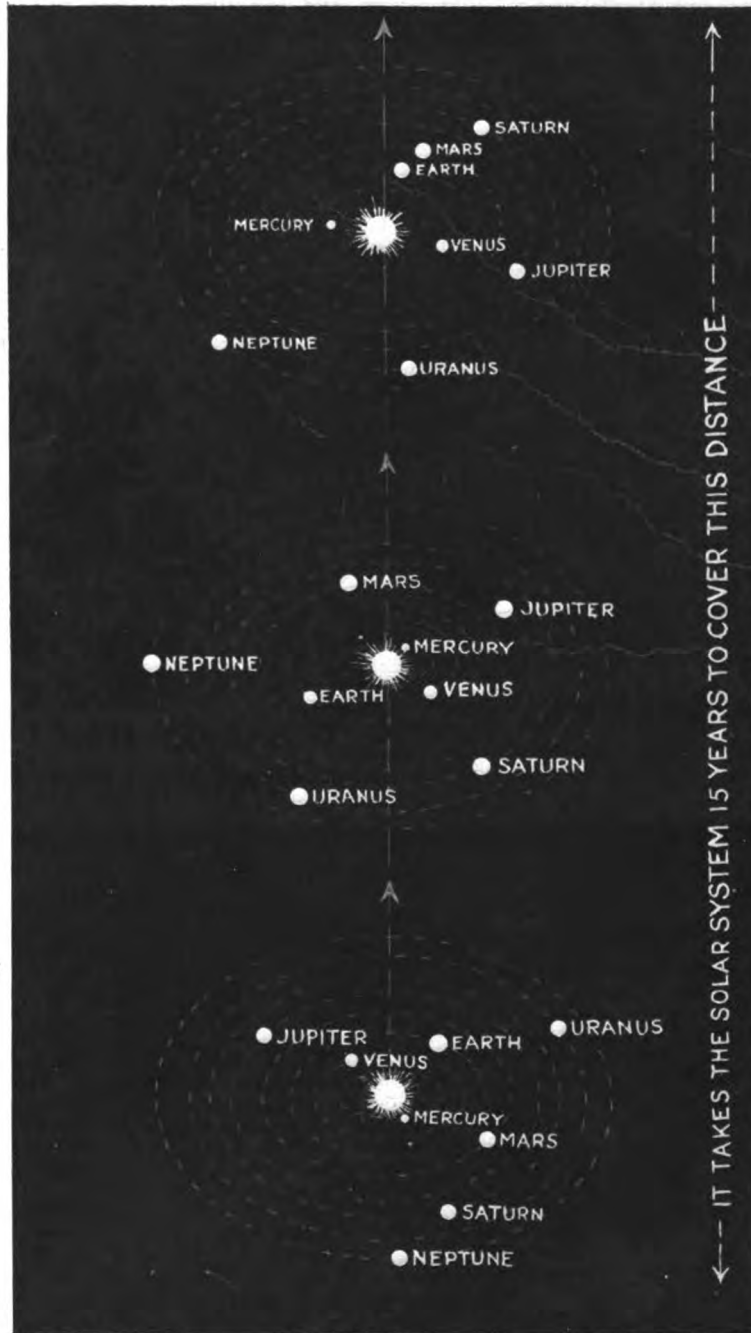 SATURN
MARS
EARTH
MERCURY
VENUS
JUPITER
NEPTUNE
URANUS
MARS
JUPITER
MERCURY
NEPTUNE
EARTH
VENUS
SATURN
URANUS
JUPITER
EARTH
URANUS
VENUS
MERCURY
MARS
SATURN
NEPTUNE
IT TAKES THE SOLAR SYSTEM 15 YEARS TO COVER THIS DISTANCE